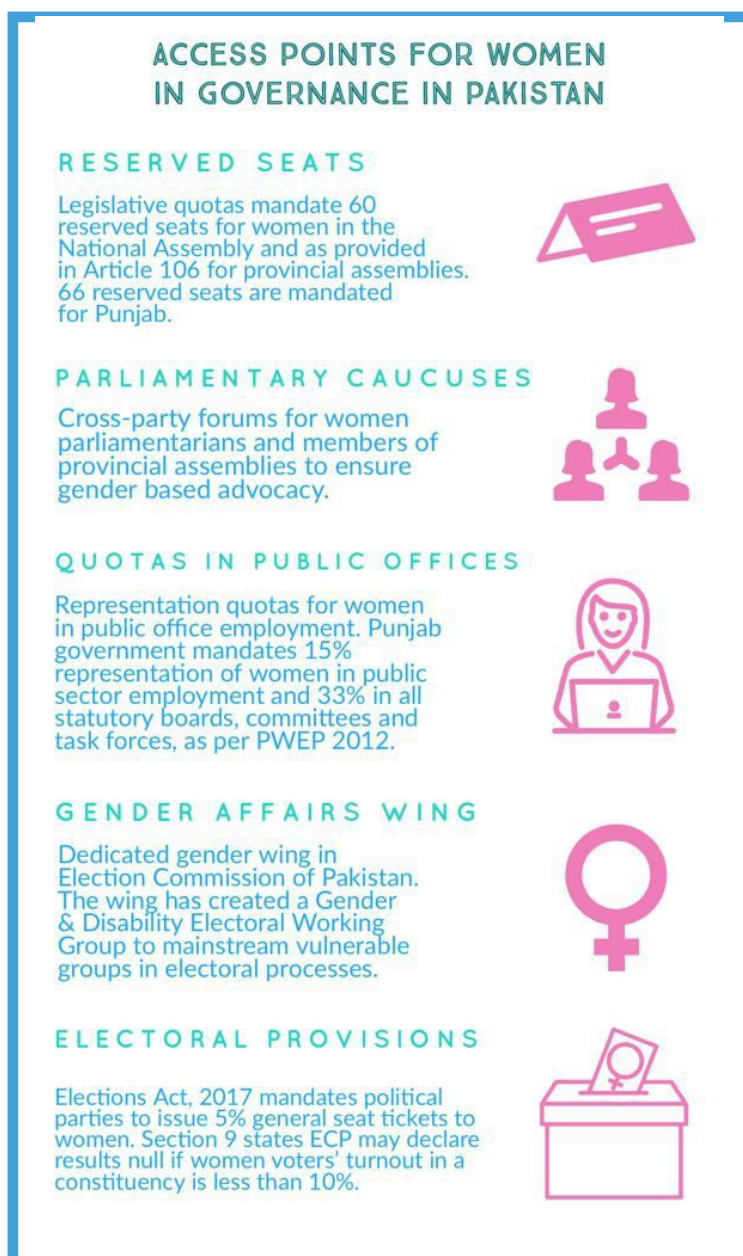 ACCESS POINTS FOR WOMEN
IN GOVERNANCE IN PAKISTAN
RESERVED SEATS
Legislative quotas mandate 60
reserved seats for women in the
National Assembly and as provided
in Article 106 for provincial assemblies.
66 reserved seats are mandated
for Punjab.
PARLIAMENTARY CAUCUSES
Cross-party forums for women
parliamentarians and members of
provincial assemblies to ensure
gender based advocacy.
QUOTAS IN PUBLIC OFFICES
Representation quotas for women
in public office employment. Punjab
government mandates 15%
representation of women in public
sector employment and 33% in all
statutory boards, committees and
task forces, as per PWEP 2012.
GENDER AFFAIRS WING
Dedicated gender wing in
Election Commission of Pakistan.
The wing has created a Gender
& Disability Electoral Working
Group to mainstream vulnerable
groups in electoral processes.
ELECTORAL PROVISIONS
Elections Act, 2017 mandates political
parties to issue 5% general seat tickets to
women. Section 9 states ECP may declare
results null if women voters' turnout in a
constituency is less than 10%.